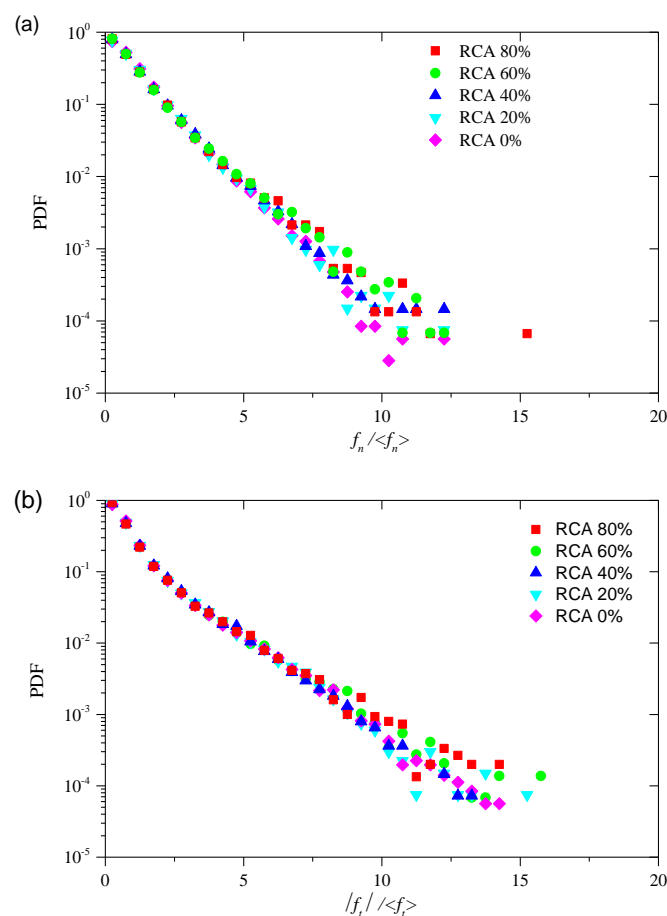 (a)
10^0
10^-1
10^-2
10^-3
10^-4
10^-5
PDF
RCA 80%
RCA 60%
RCA 40%
RCA 20%
RCA 0%
0 5 10 15 20
f_n /<f_n>
(b)
10^0
10^-1
10^-2
10^-3
10^-4
10^-5
PDF
RCA 80%
RCA 60%
RCA 40%
RCA 20%
RCA 0%
0 5 10 15 20
|f_t| /<f_t>